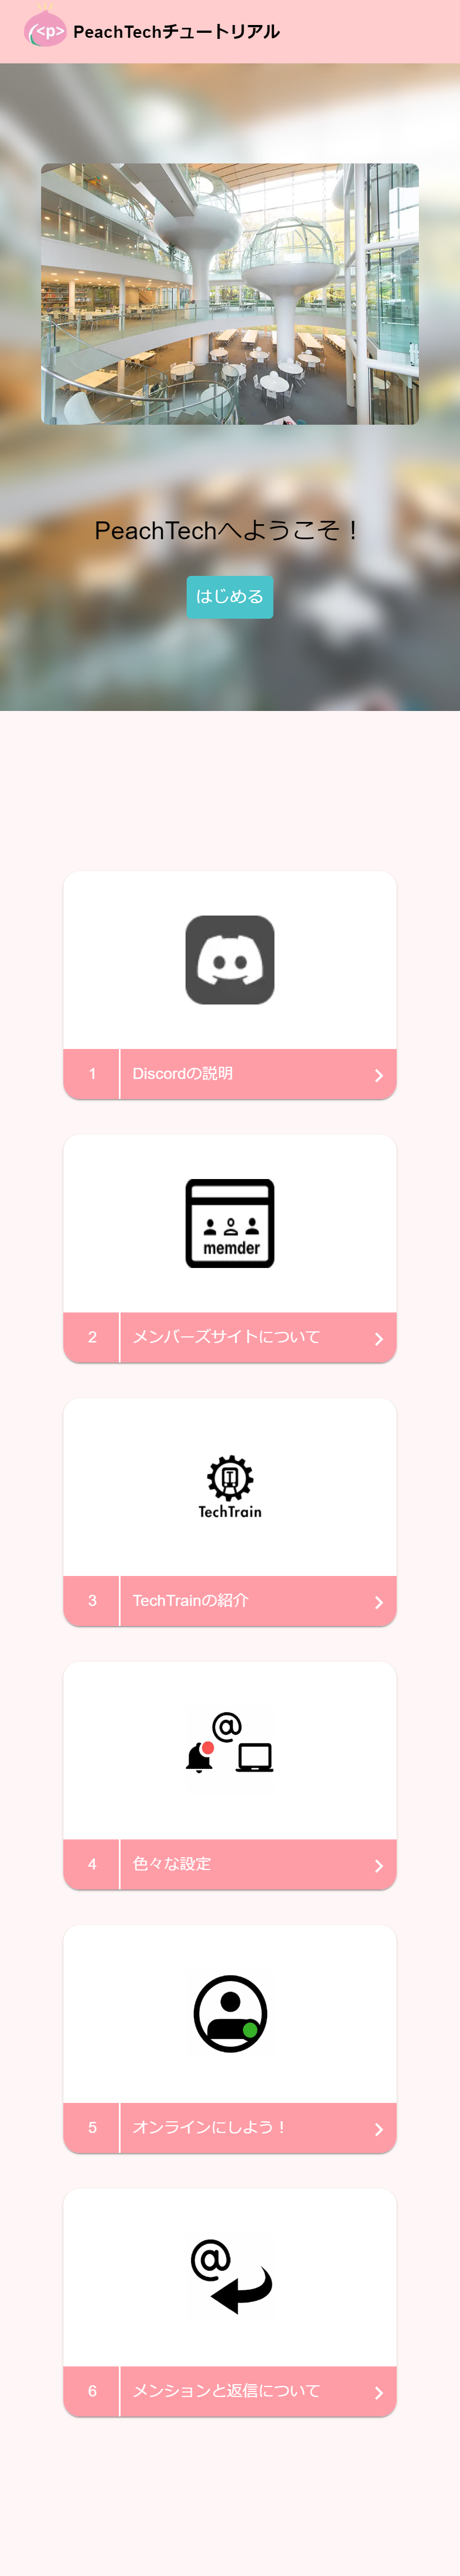 <p> PeachTechチュートリアル
PeachTechへようこそ！
はじめる
1 Discordの説明
memder
2 メンバーズサイトについて
TechTrain
3 TechTrainの紹介
@
4 色々な設定
5 オンラインにしよう！
@
6 メンションと返信について